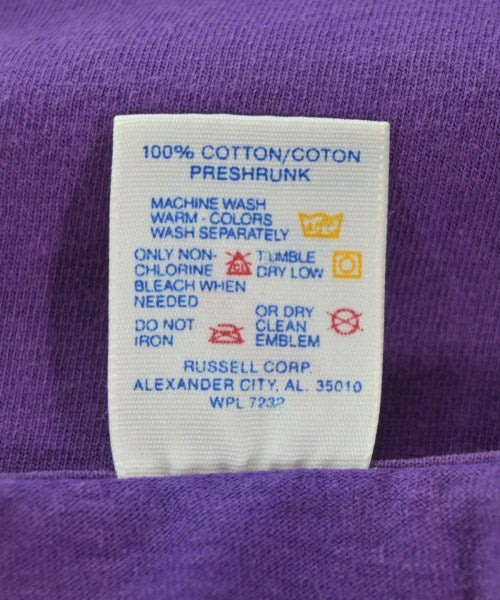 100% COTTON/COTON
PRESHRUNK
MACHINE WASH
WARM - COLORS
WASH SEPARATELY
ONLY NON-
CHLORINE
BLEACH WHEN
NEEDED
TUMBLE
DRY LOW
DO NOT
IRON
OR DRY
CLEAN
EMBLEM
RUSSELL CORP.
ALEXANDER CITY, AL. 35010
WPL 7232